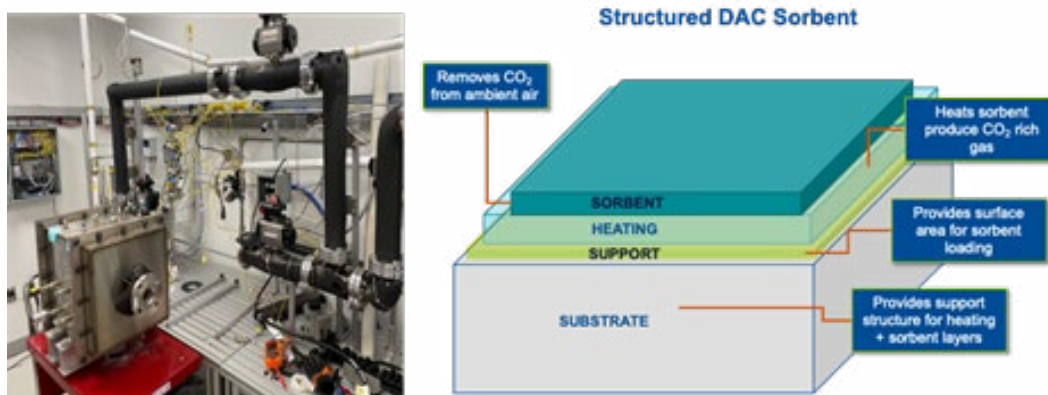 Structured DAC Sorbent
Removes CO₂
from ambient air
Heats sorbent
produce CO₂ rich
gas
SORBENT
HEATING
SUPPORT
Provides surface
area for sorbent
loading
SUBSTRATE
Provides support
structure for heating
+ sorbent layers